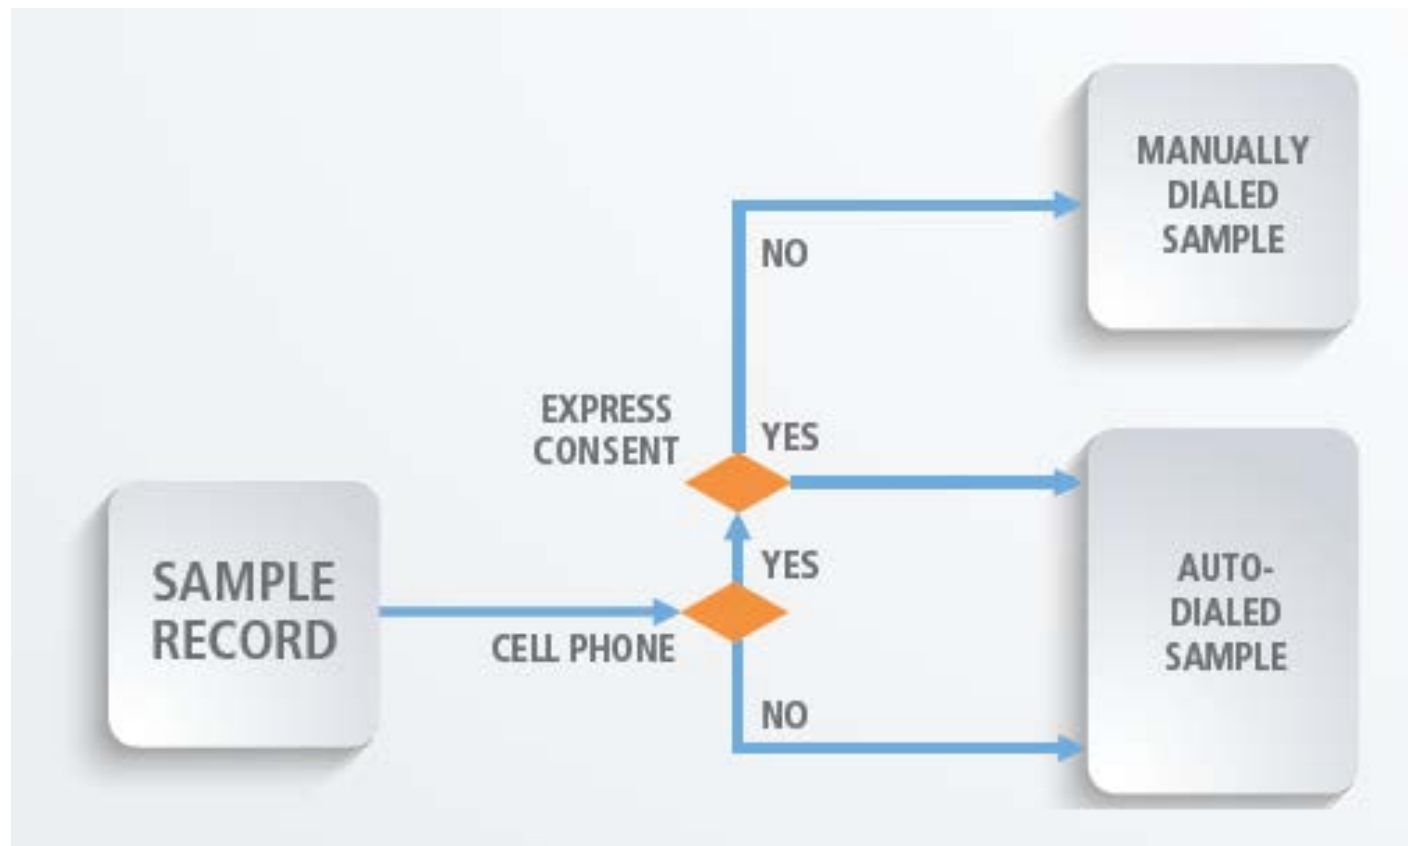 MANUALLY
DIALED
SAMPLE
NO
EXPRESS
CONSENT
YES
SAMPLE
RECORD
YES
CELL PHONE
NO
AUTO-
DIALED
SAMPLE